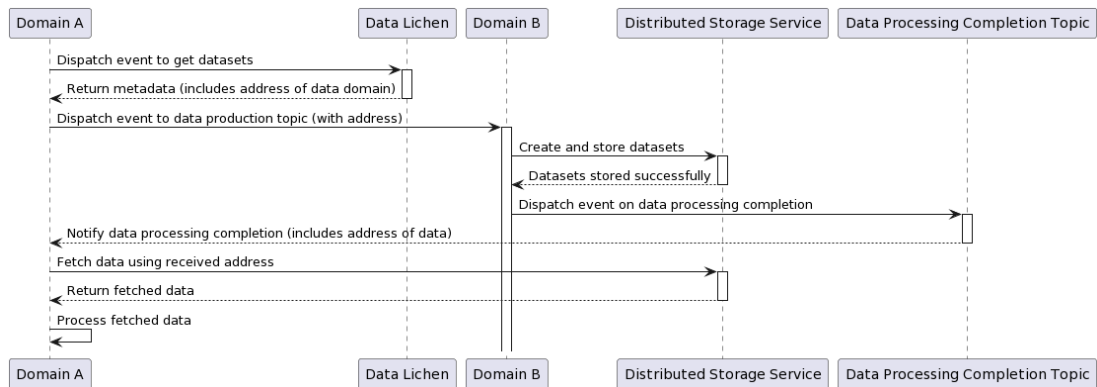 Domain A
Data Lichen
Domain B
Distributed Storage Service
Data Processing Completion Topic
Dispatch event to get datasets
Return metadata (includes address of data domain)
Dispatch event to data production topic (with address)
Create and store datasets
Datasets stored successfully
Dispatch event on data processing completion
Notify data processing completion (includes address of data)
Fetch data using received address
Return fetched data
Process fetched data
Domain A
Data Lichen
Domain B
Distributed Storage Service
Data Processing Completion Topic